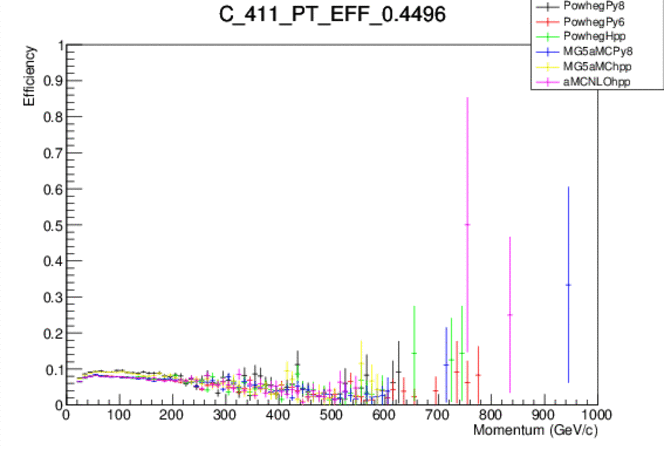 C_411_PT_EFF_0.4496
PowhegPy8
PowhegPy6
PowhegHpp
MG5aMCPy8
MG5aMChpp
aMCNLOhpp
Efficiency
1
0.9
0.8
0.7
0.6
0.5
0.4
0.3
0.2
0.1
0
0 100 200 300 400 500 600 700 800 900 1000
Momentum (GeV/c)